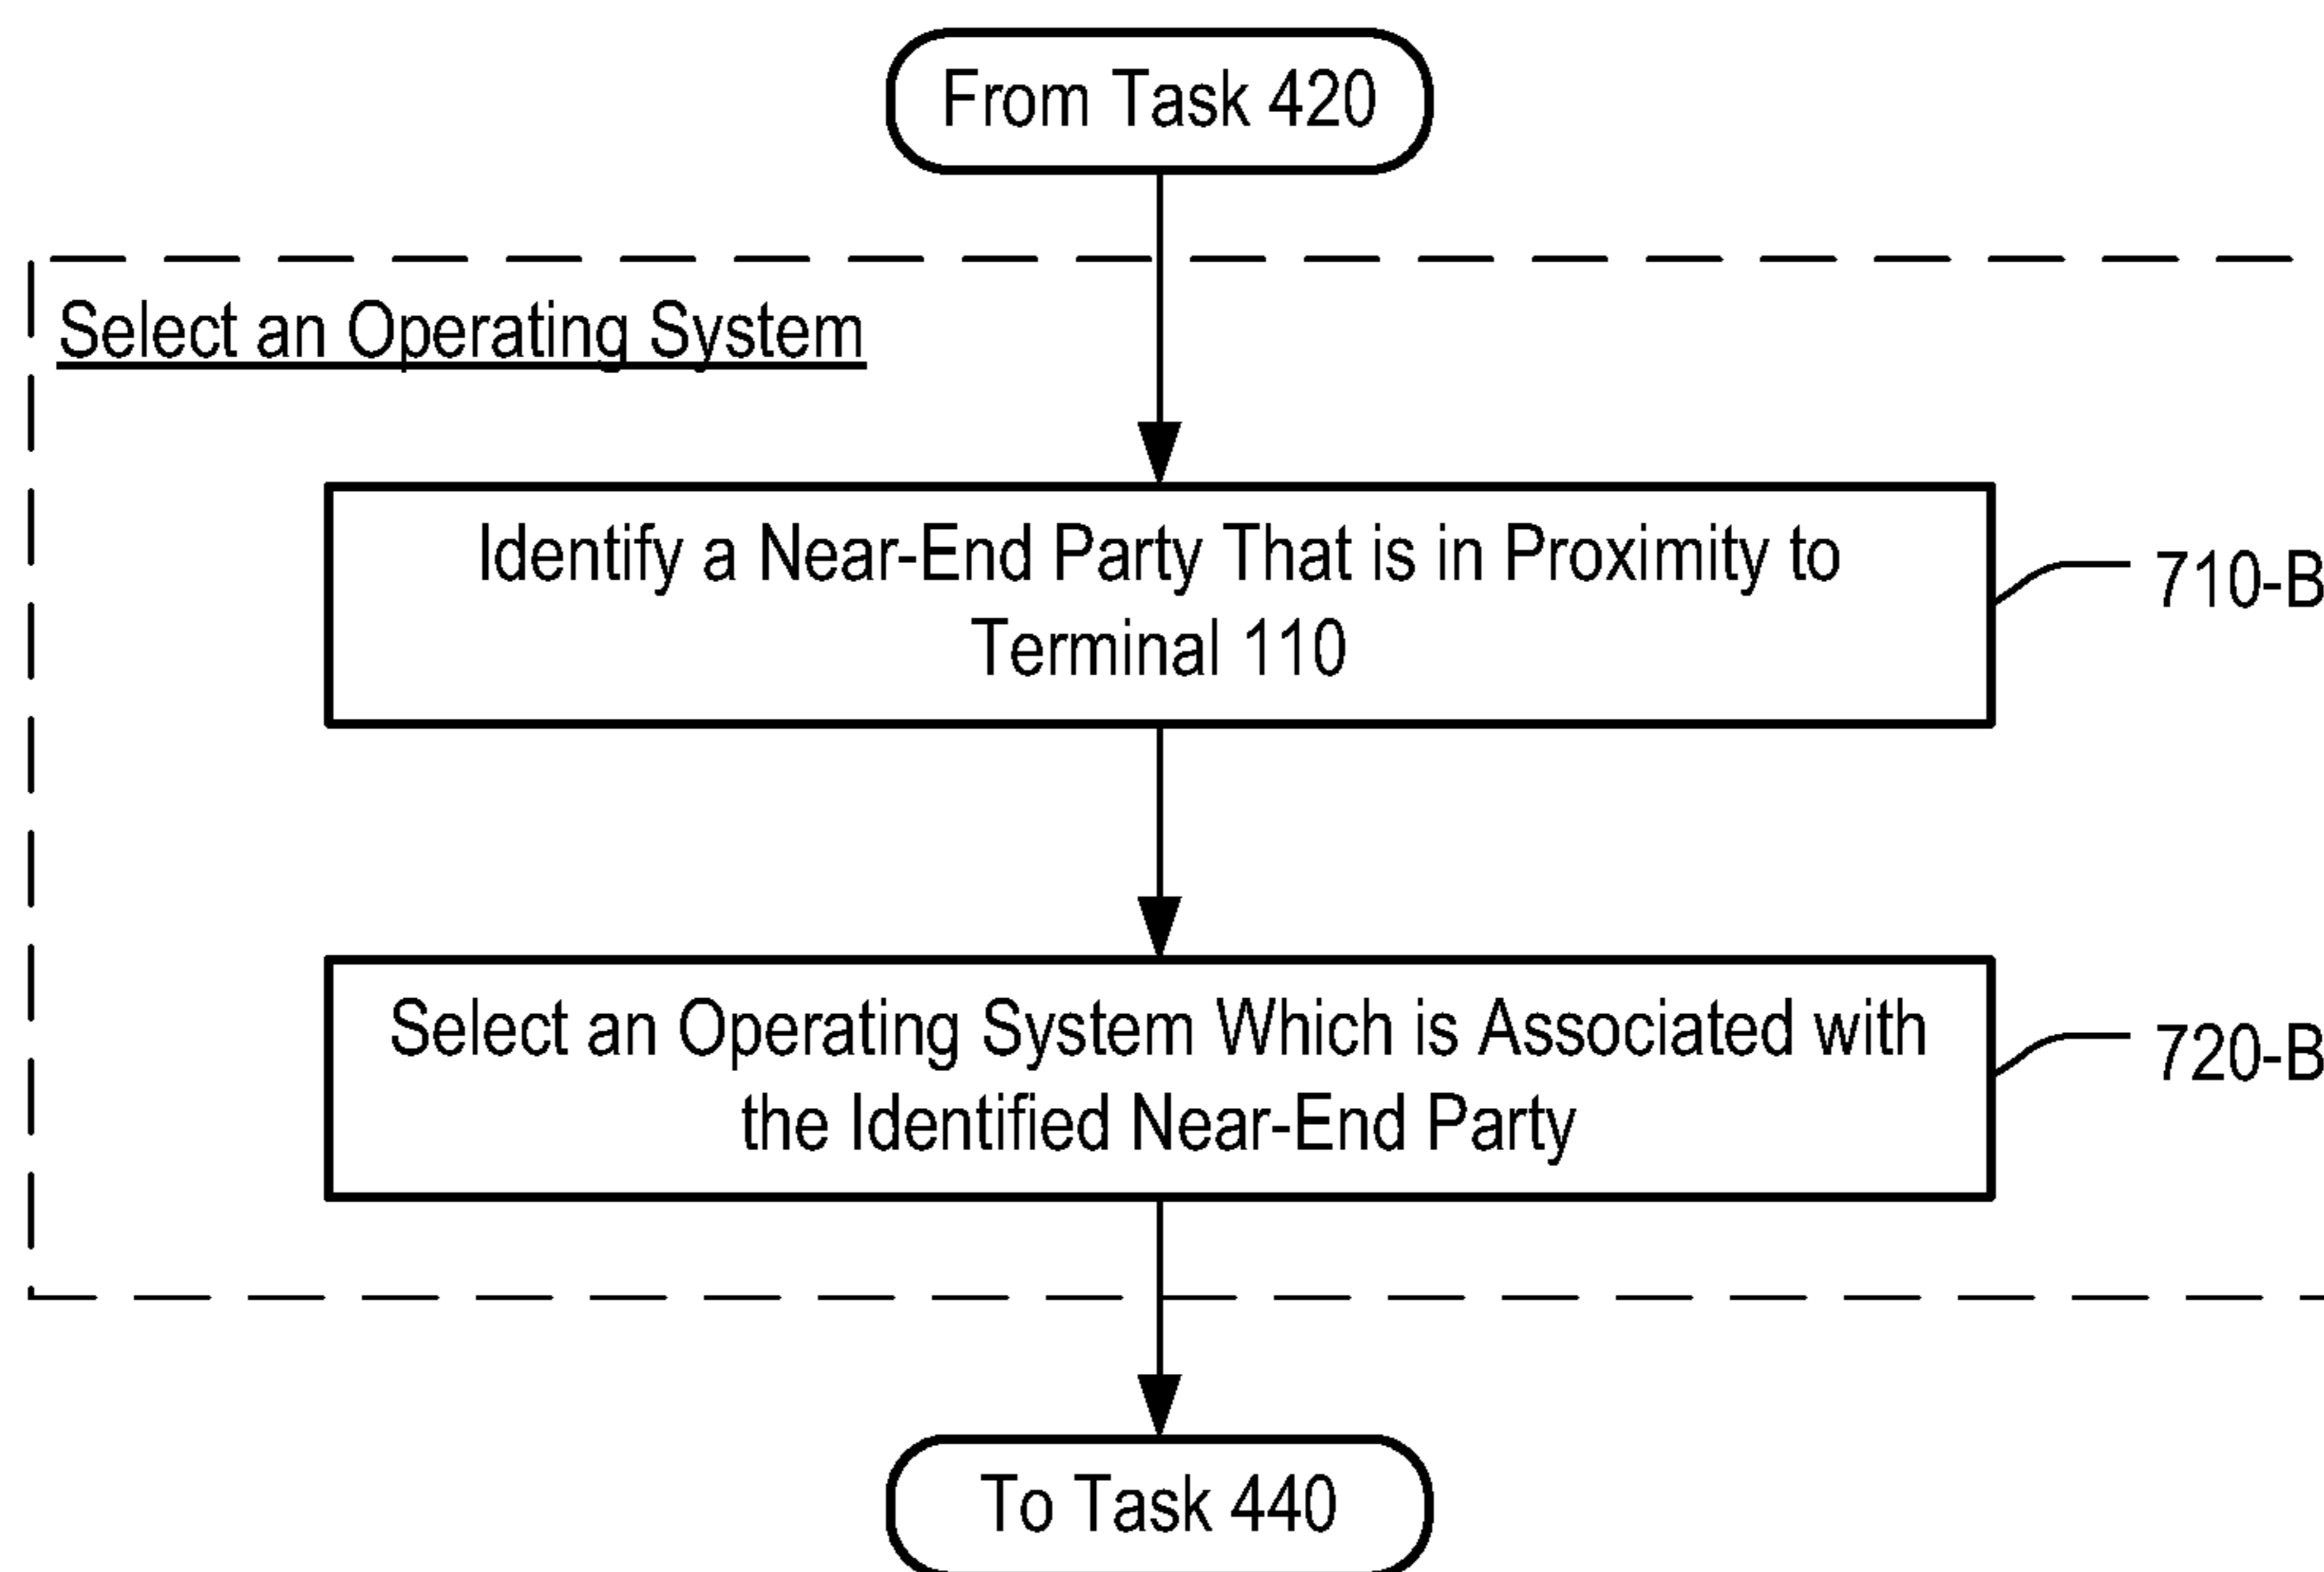 From Task 420
Select an Operating System
Identify a Near-End Party That is in Proximity to
Terminal 110
710-B
Select an Operating System Which is Associated with
the Identified Near-End Party
720-B
To Task 440